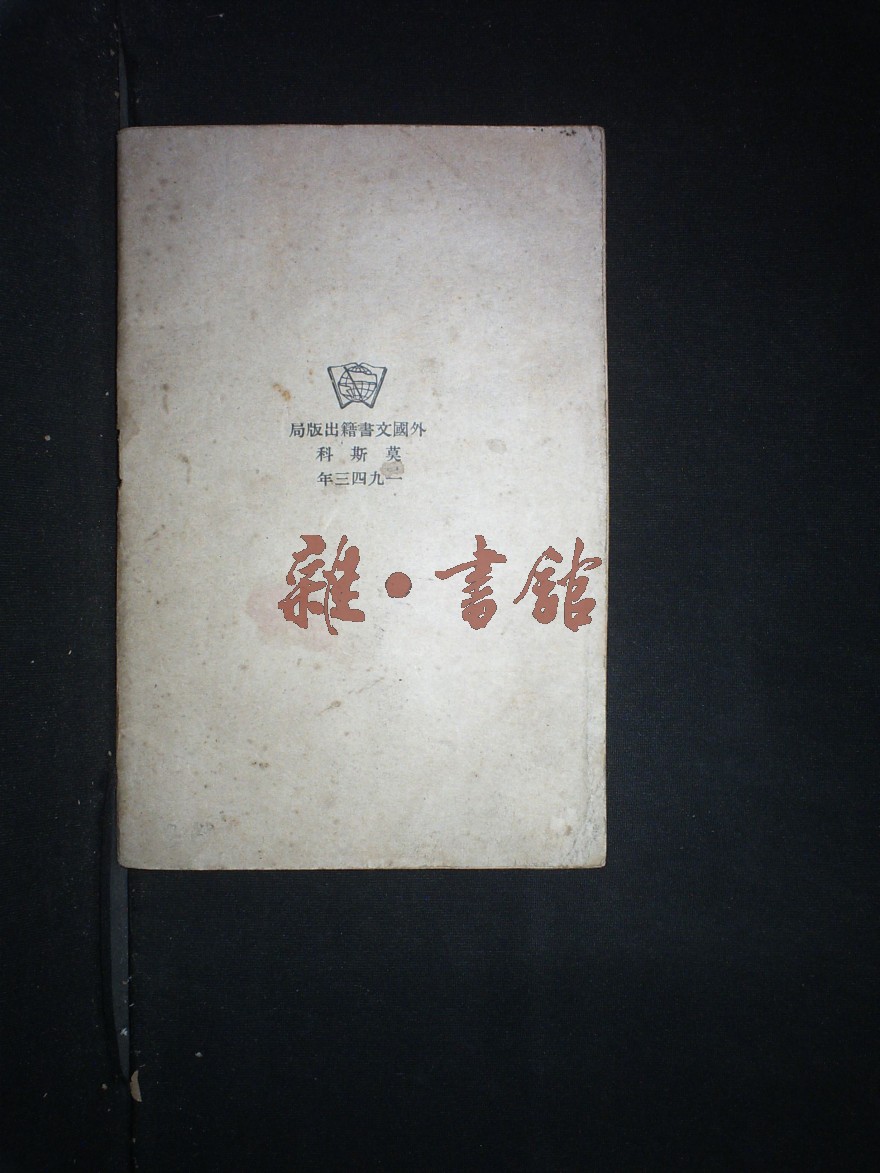 外國文書籍出版局
莫斯科
一九四三年
雜·書館